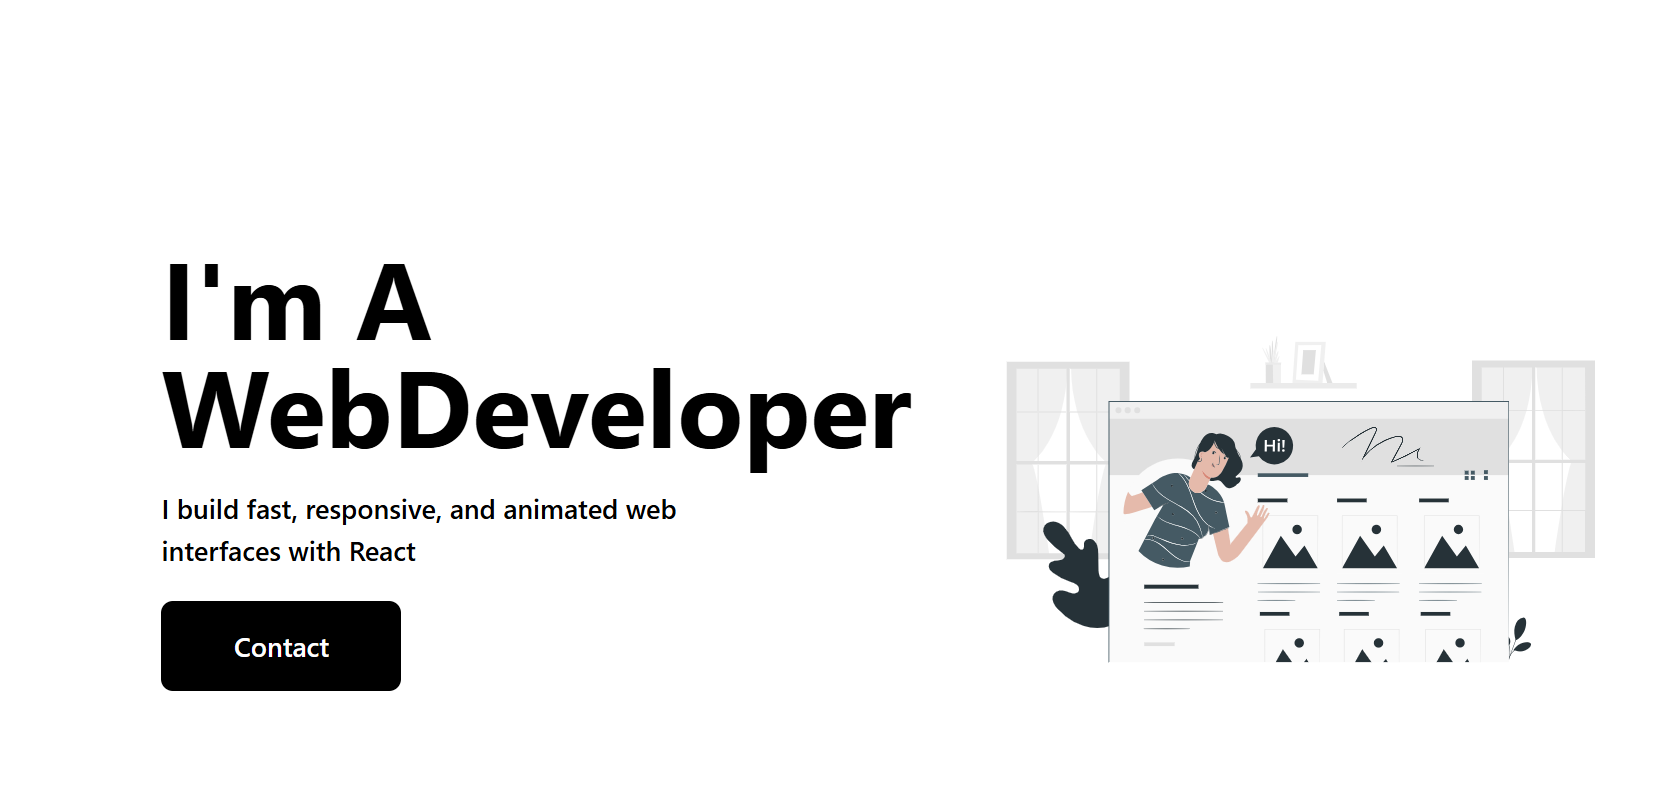 I'm A
WebDeveloper
I build fast, responsive, and animated web
interfaces with React
Contact
Hi!